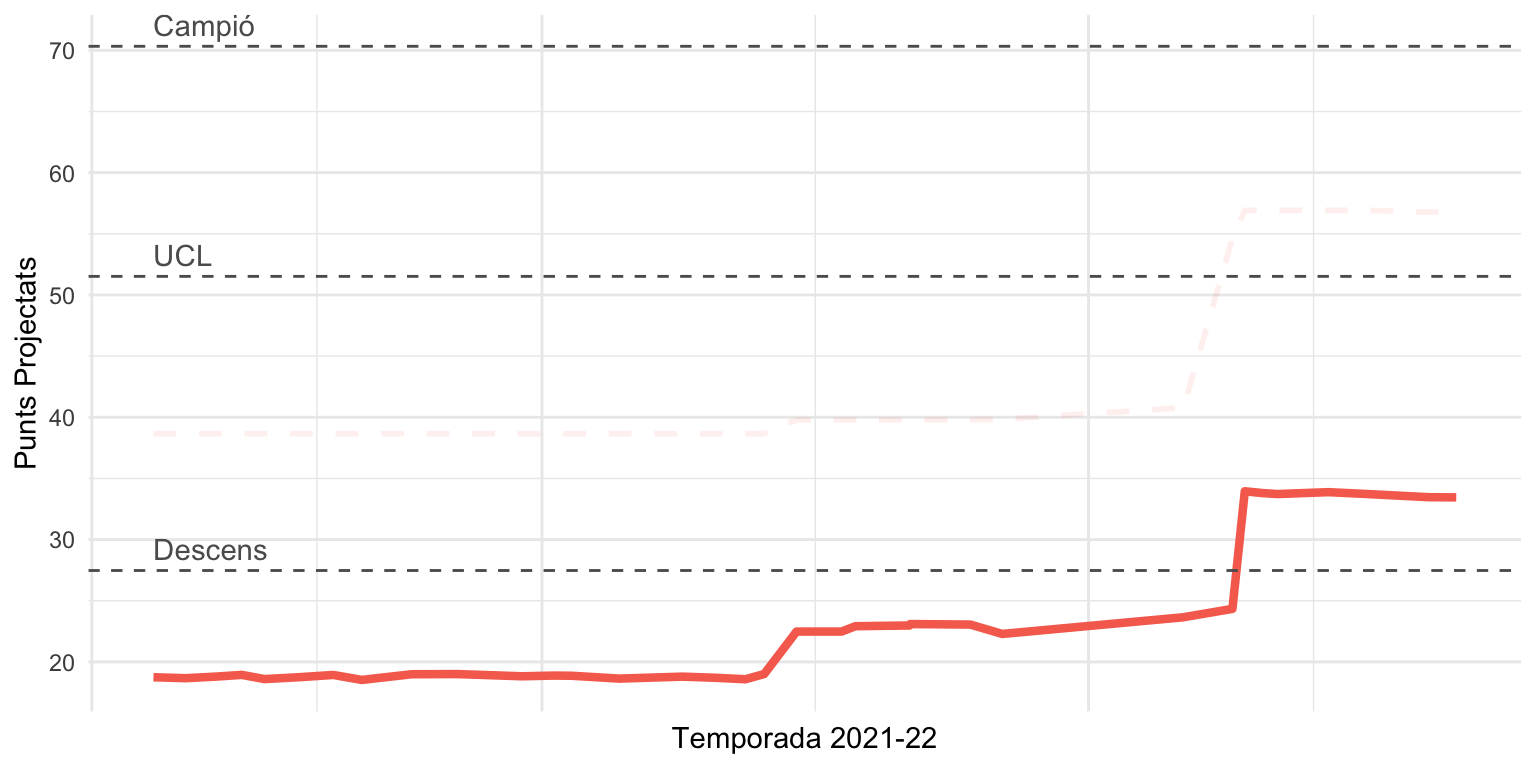 Campió
70
60
UCL
50
40
Descens
30
20
Punts Projectats
Temporada 2021-22